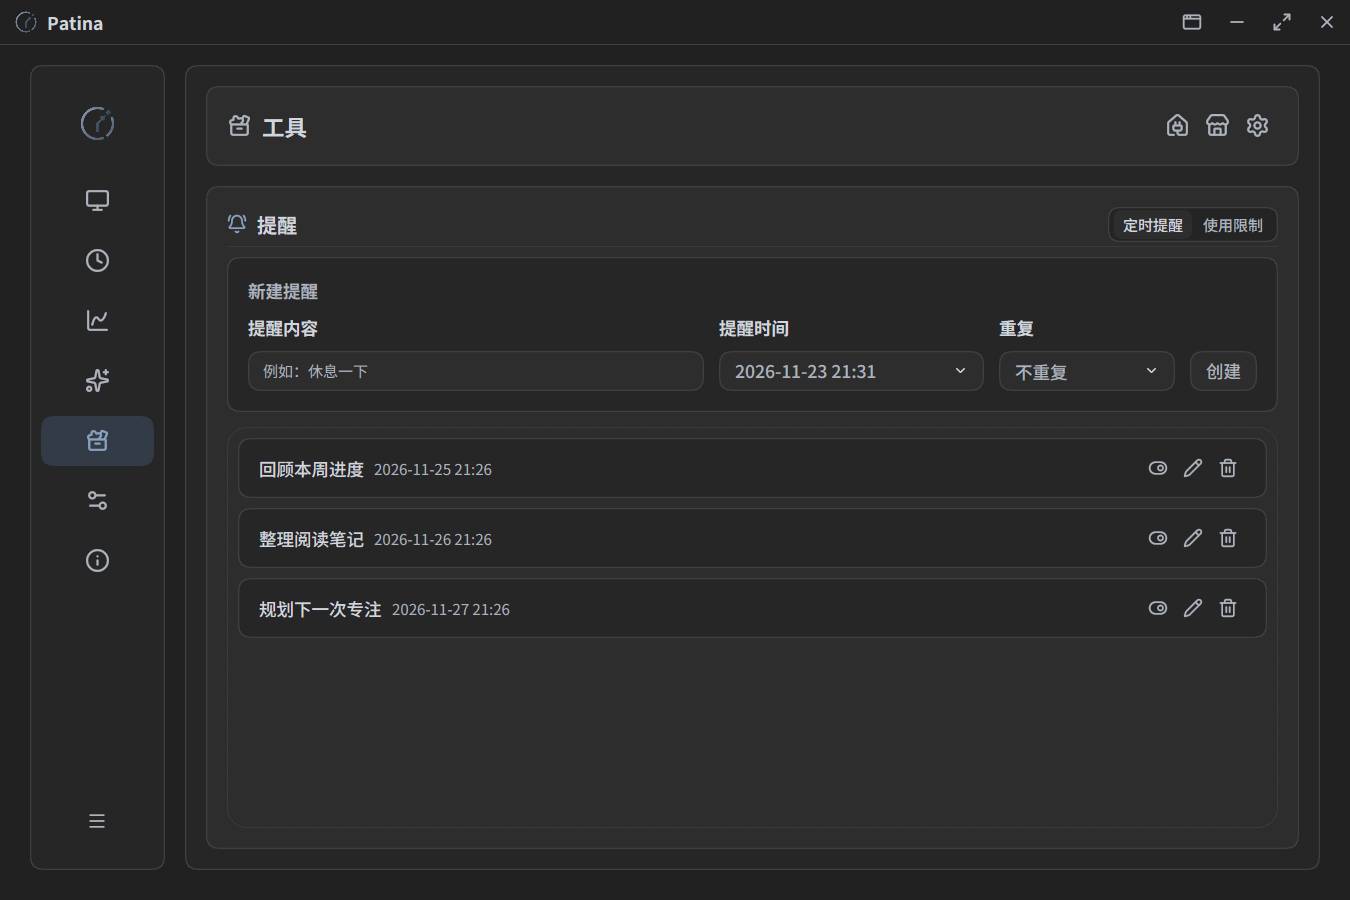 Patina
工具
提醒
定时提醒 使用限制
新建提醒
提醒内容 提醒时间 重复
例如：休息一下 2026-11-23 21:31 不重复 创建
回顾本周进度 2026-11-25 21:26
整理阅读笔记 2026-11-26 21:26
规划下一次专注 2026-11-27 21:26